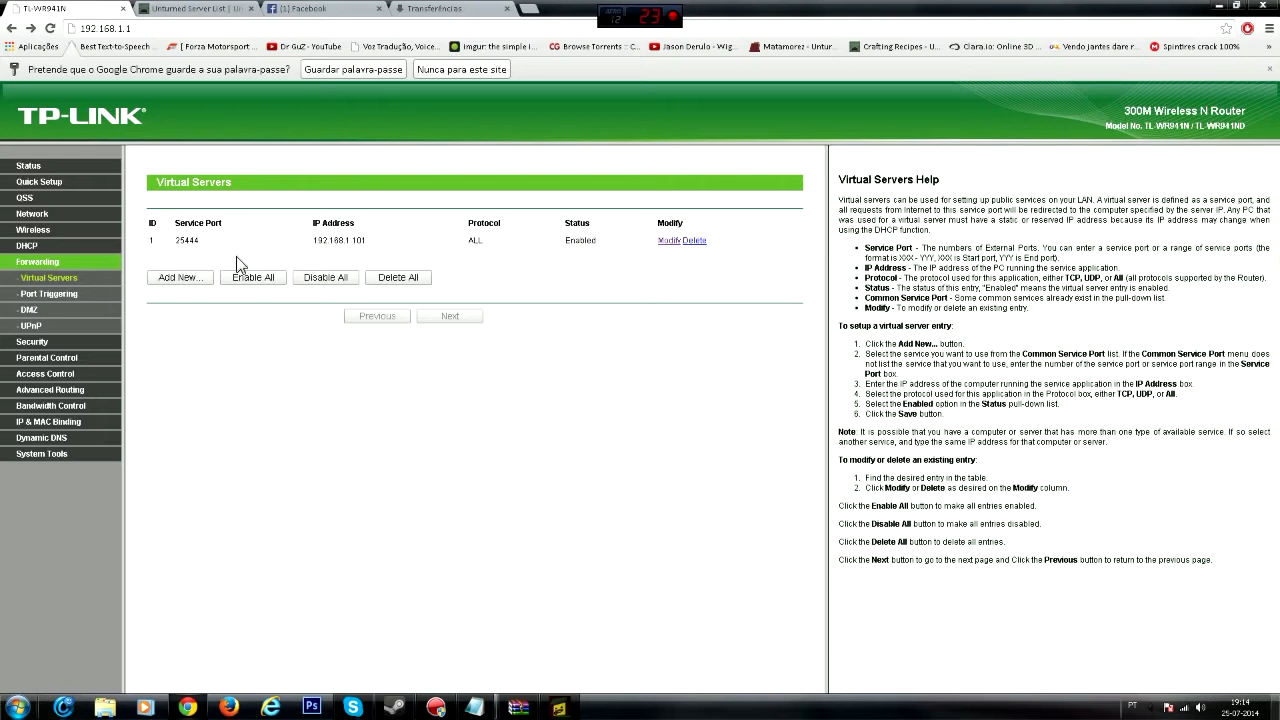 TL-WR941N
Unturned Server List | Un
(1) Facebook
Transferências
12 23
192.168.1.1
Aplicações
Best Text-to-Speech ...
[ Forza Motorsport ...
Dr GuZ - YouTube
Voz Tradução, Voice...
imgur: the simple i...
Browse Torrents :: C...
Jason Derulo - Wig...
Matamorez - Untur...
Crafting Recipes - U...
Clara.io: Online 3D ...
Vendo jantes dare r...
Spintires crack 100%
Pretende que o Google Chrome guarde a sua palavra-passe?
Guardar palavra-passe
Nunca para este site
TP-LINK®
300M Wireless N Router
Model No. TL-WR941N / TL-WR941ND
Status
Quick Setup
QSS
Network
Wireless
DHCP
Forwarding
- Virtual Servers
- Port Triggering
- DMZ
- UPnP
Security
Parental Control
Access Control
Advanced Routing
Bandwidth Control
IP & MAC Binding
Dynamic DNS
System Tools
Virtual Servers
ID Service Port IP Address Protocol Status Modify
1 25444 192.168.1.101 ALL Enabled Modify Delete
Add New... Enable All Disable All Delete All
Previous Next
Virtual Servers Help
Virtual servers can be used for setting up public services on your LAN. A virtual server is defined as a service port, and
all requests from Internet to this service port will be redirected to the computer specified by the server IP. Any PC that
was used for a virtual server must have a static or reserved IP address because its IP address may change when
using the DHCP function.
Service Port - The numbers of External Ports. You can enter a service port or a range of service ports (the
format is XXX - YYY, XXX is Start port, YYY is End port).
IP Address - The IP address of the PC running the service application.
Protocol - The protocol used for this application, either TCP, UDP, or All (all protocols supported by the Router).
Status - The status of this entry, "Enabled" means the virtual server entry is enabled.
Common Service Port - Some common services already exist in the pull-down list.
Modify - To modify or delete an existing entry.
To setup a virtual server entry:
1. Click the Add New... button.
2. Select the service you want to use from the Common Service Port list. If the Common Service Port menu does
not list the service that you want to use, enter the number of the service port or service port range in the Service
Port box.
3. Enter the IP address of the computer running the service application in the IP Address box.
4. Select the protocol used for this application in the Protocol box, either TCP, UDP, or All.
5. Select the Enabled option in the Status pull-down list.
6. Click the Save button.
Note: It is possible that you have a computer or server that has more than one type of available service. If so select
another service, and type the same IP address for that computer or server.
To modify or delete an existing entry:
1. Find the desired entry in the table.
2. Click Modify or Delete as desired on the Modify column.
Click the Enable All button to make all entries enabled.
Click the Disable All button to make all entries disabled.
Click the Delete All button to delete all entries.
Click the Next button to go to the next page and Click the Previous button to return to the previous page.
Ps
PT
19:14
25-07-2014